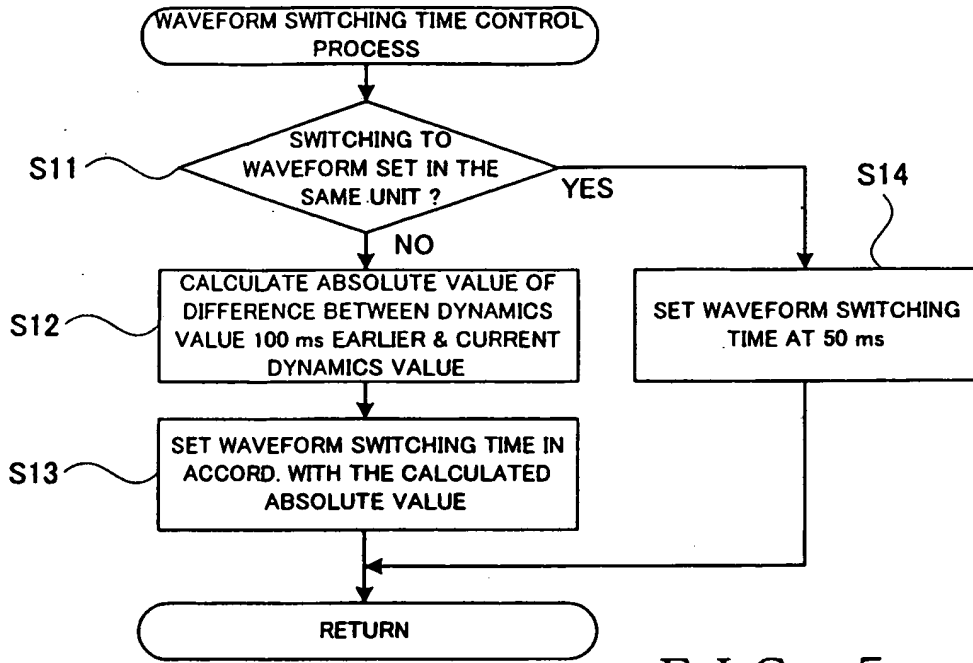 WAVEFORM SWITCHING TIME CONTROL
PROCESS
S11
SWITCHING TO
WAVEFORM SET IN THE
SAME UNIT ?
YES
NO
S14
S12
CALCULATE ABSOLUTE VALUE OF
DIFFERENCE BETWEEN DYNAMICS
VALUE 100 ms EARLIER & CURRENT
DYNAMICS VALUE
SET WAVEFORM SWITCHING
TIME AT 50 ms
S13
SET WAVEFORM SWITCHING TIME IN
ACCORD. WITH THE CALCULATED
ABSOLUTE VALUE
RETURN